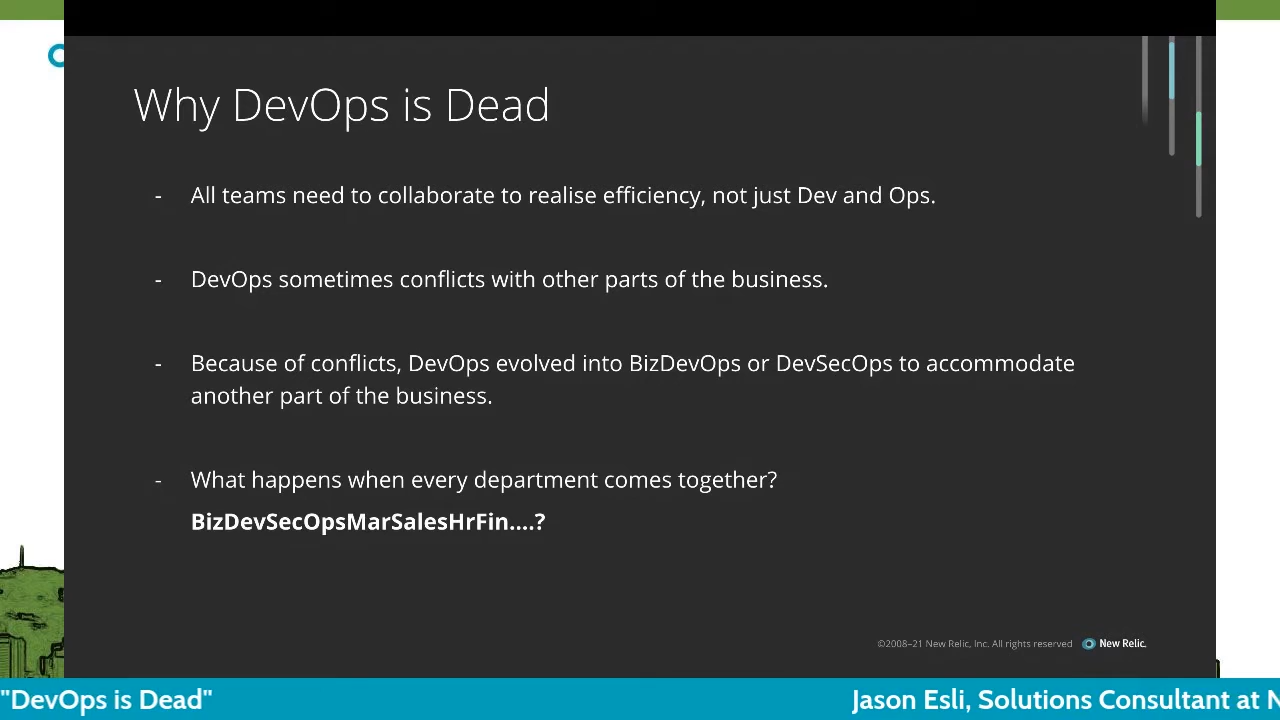 Why DevOps is Dead
- All teams need to collaborate to realise efficiency, not just Dev and Ops.
- DevOps sometimes conflicts with other parts of the business.
- Because of conflicts, DevOps evolved into BizDevOps or DevSecOps to accommodate
another part of the business.
- What happens when every department comes together?
BizDevSecOpsMarSalesHrFin....?
©2008–21 New Relic, Inc. All rights reserved New Relic.
"DevOps is Dead" Jason Esli, Solutions Consultant at N